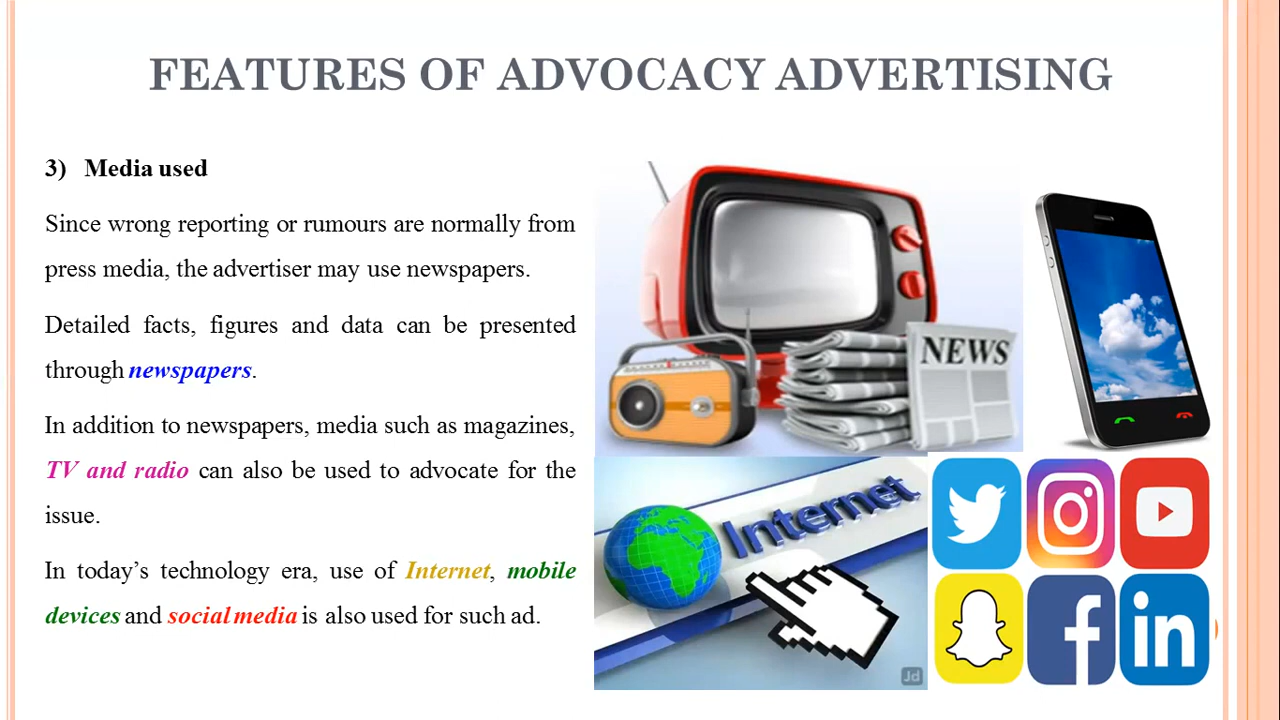 FEATURES OF ADVOCACY ADVERTISING
3) Media used
Since wrong reporting or rumours are normally from
press media, the advertiser may use newspapers.
Detailed facts, figures and data can be presented
through newspapers.
In addition to newspapers, media such as magazines,
TV and radio can also be used to advocate for the
issue.
In today’s technology era, use of Internet, mobile
devices and social media is also used for such ad.
NEWS
Internet
Jd
in